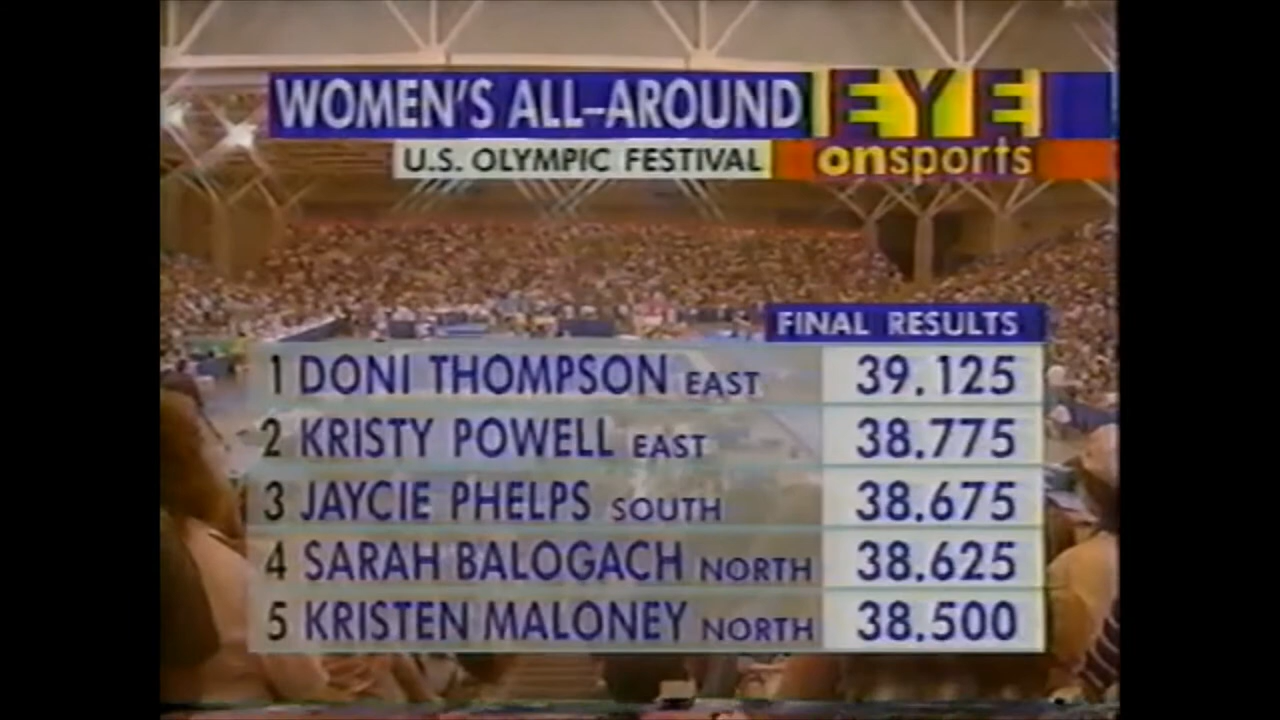 WOMEN'S ALL-AROUND EYE
U.S. OLYMPIC FESTIVAL onsports
FINAL RESULTS
1 DONI THOMPSON EAST 39.125
2 KRISTY POWELL EAST 38.775
3 JAYCIE PHELPS SOUTH 38.675
4 SARAH BALOGACH NORTH 38.625
5 KRISTEN MALONEY NORTH 38.500